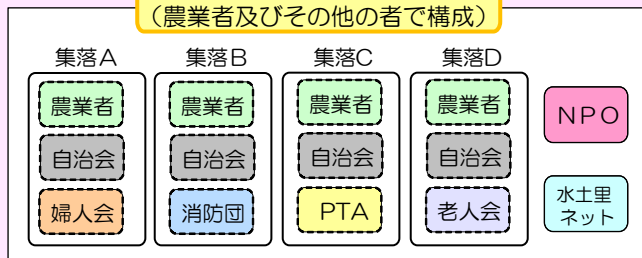 （農業者及びその他の者で構成）
集落A
農業者
自治会
婦人会
集落B
農業者
自治会
消防団
集落C
農業者
自治会
PTA
集落D
農業者
自治会
老人会
ＮＰＯ
水土里
ネット